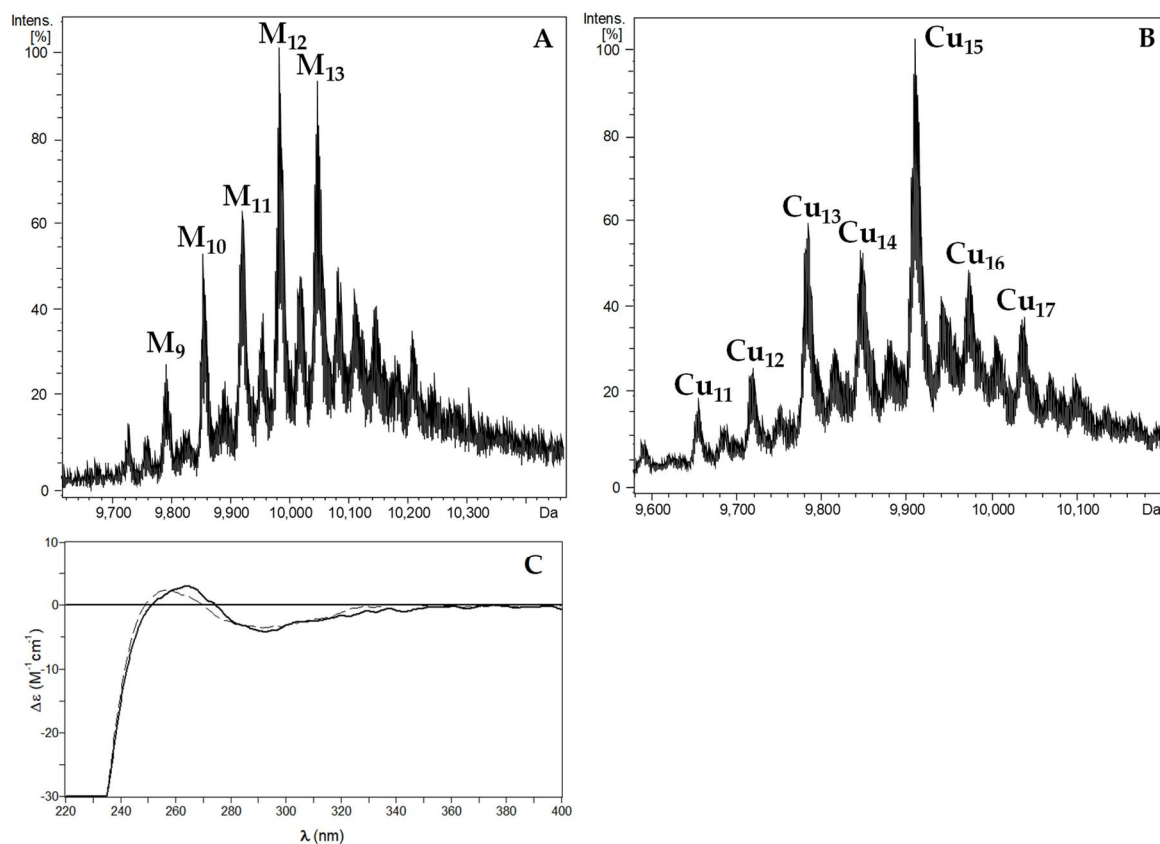 Intens.
[%]
A
100
80
60
40
20
0
M₉
M₁₀
M₁₁
M₁₂
M₁₃
9,700 9,800 9,900 10,000 10,100 10,200 10,300 Da
Intens.
[%]
B
100
80
60
40
20
0
Cu₁₁
Cu₁₂
Cu₁₃
Cu₁₄
Cu₁₅
Cu₁₆
Cu₁₇
9,600 9,700 9,800 9,900 10,000 10,100 Da
C
10
0
-10
-20
-30
Δε (M⁻¹cm⁻¹)
220 240 260 280 300 320 340 360 380 400
λ (nm)